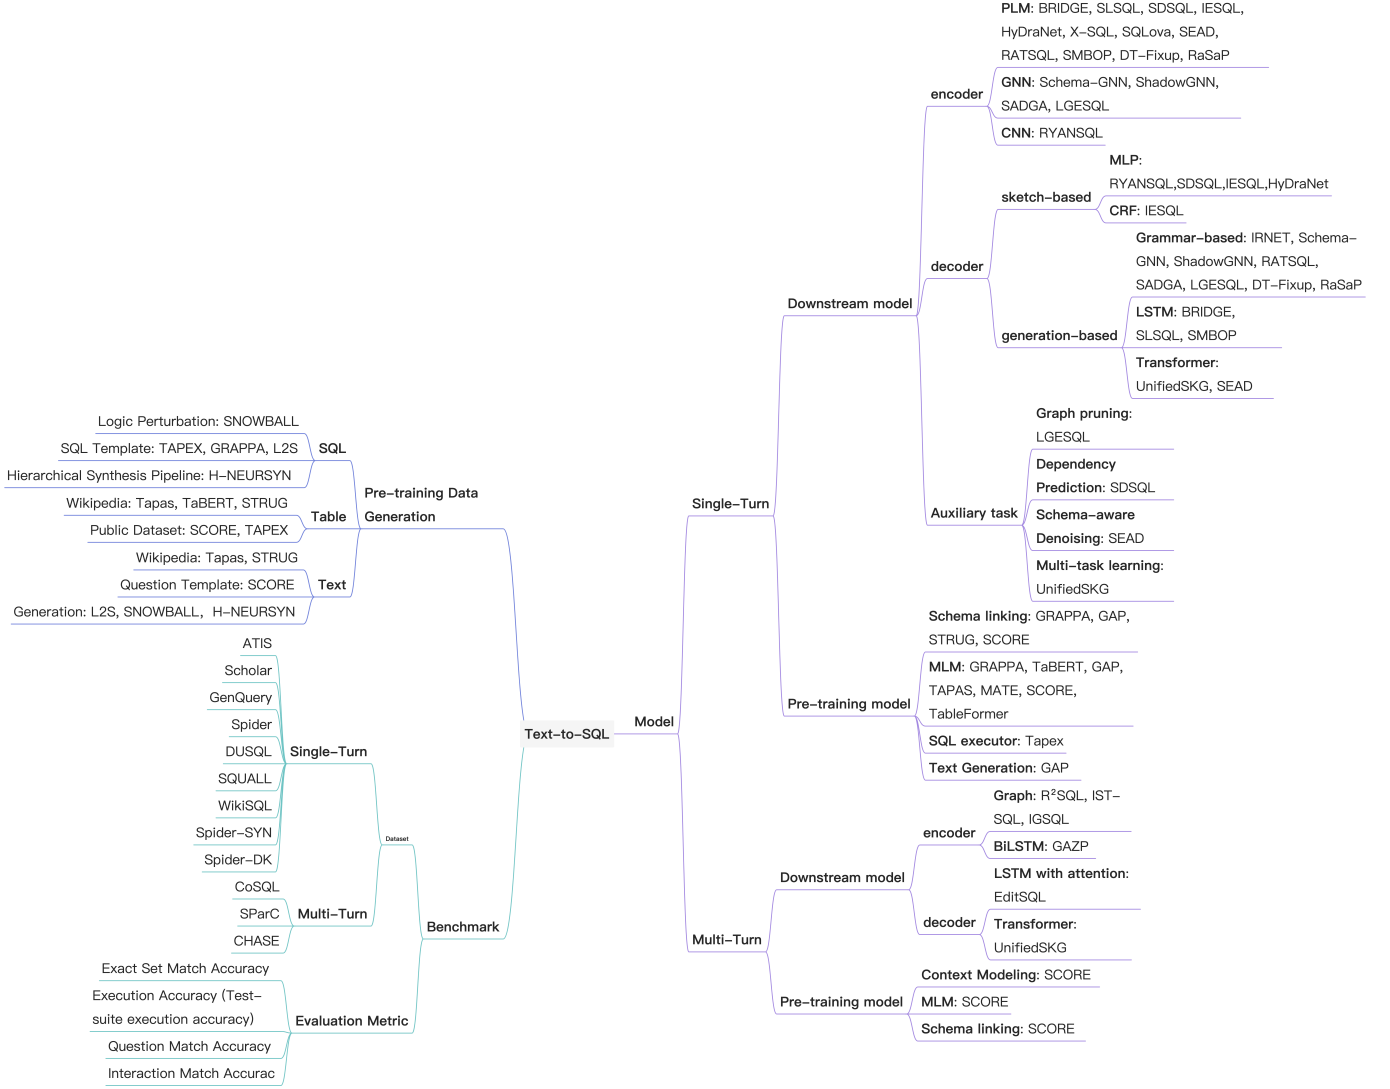 Text-to-SQL
Pre-training Data
Generation
SQL
Logic Perturbation: SNOWBALL
SQL Template: TAPEX, GRAPPA, L2S
Hierarchical Synthesis Pipeline: H-NEURSYN
Table
Wikipedia: Tapas, TaBERT, STRUG
Public Dataset: SCORE, TAPEX
Text
Wikipedia: Tapas, STRUG
Question Template: SCORE
Generation: L2S, SNOWBALL, H-NEURSYN
Benchmark
Dataset
Single-Turn
ATIS
Scholar
GenQuery
Spider
DUSQL
SQUALL
WikiSQL
Spider-SYN
Spider-DK
Multi-Turn
CoSQL
SParC
CHASE
Evaluation Metric
Exact Set Match Accuracy
Execution Accuracy (Test-
suite execution accuracy)
Question Match Accuracy
Interaction Match Accurac
Model
Single-Turn
Downstream model
encoder
PLM: BRIDGE, SLSQL, SDSQL, IESQL,
HyDraNet, X-SQL, SQLova, SEAD,
RATSQL, SMBOP, DT-Fixup, RaSaP
GNN: Schema-GNN, ShadowGNN,
SADGA, LGESQL
CNN: RYANSQL
decoder
sketch-based
MLP:
RYANSQL,SDSQL,IESQL,HyDraNet
CRF: IESQL
generation-based
Grammar-based: IRNET, Schema-
GNN, ShadowGNN, RATSQL,
SADGA, LGESQL, DT-Fixup, RaSaP
LSTM: BRIDGE,
SLSQL, SMBOP
Transformer:
UnifiedSKG, SEAD
Auxiliary task
Graph pruning:
LGESQL
Dependency
Prediction: SDSQL
Schema-aware
Denoising: SEAD
Multi-task learning:
UnifiedSKG
Pre-training model
Schema linking: GRAPPA, GAP,
STRUG, SCORE
MLM: GRAPPA, TaBERT, GAP,
TAPAS, MATE, SCORE,
TableFormer
SQL executor: Tapex
Text Generation: GAP
Multi-Turn
Downstream model
encoder
Graph: R²SQL, IST-
SQL, IGSQL
BiLSTM: GAZP
decoder
LSTM with attention:
EditSQL
Transformer:
UnifiedSKG
Pre-training model
Context Modeling: SCORE
MLM: SCORE
Schema linking: SCORE